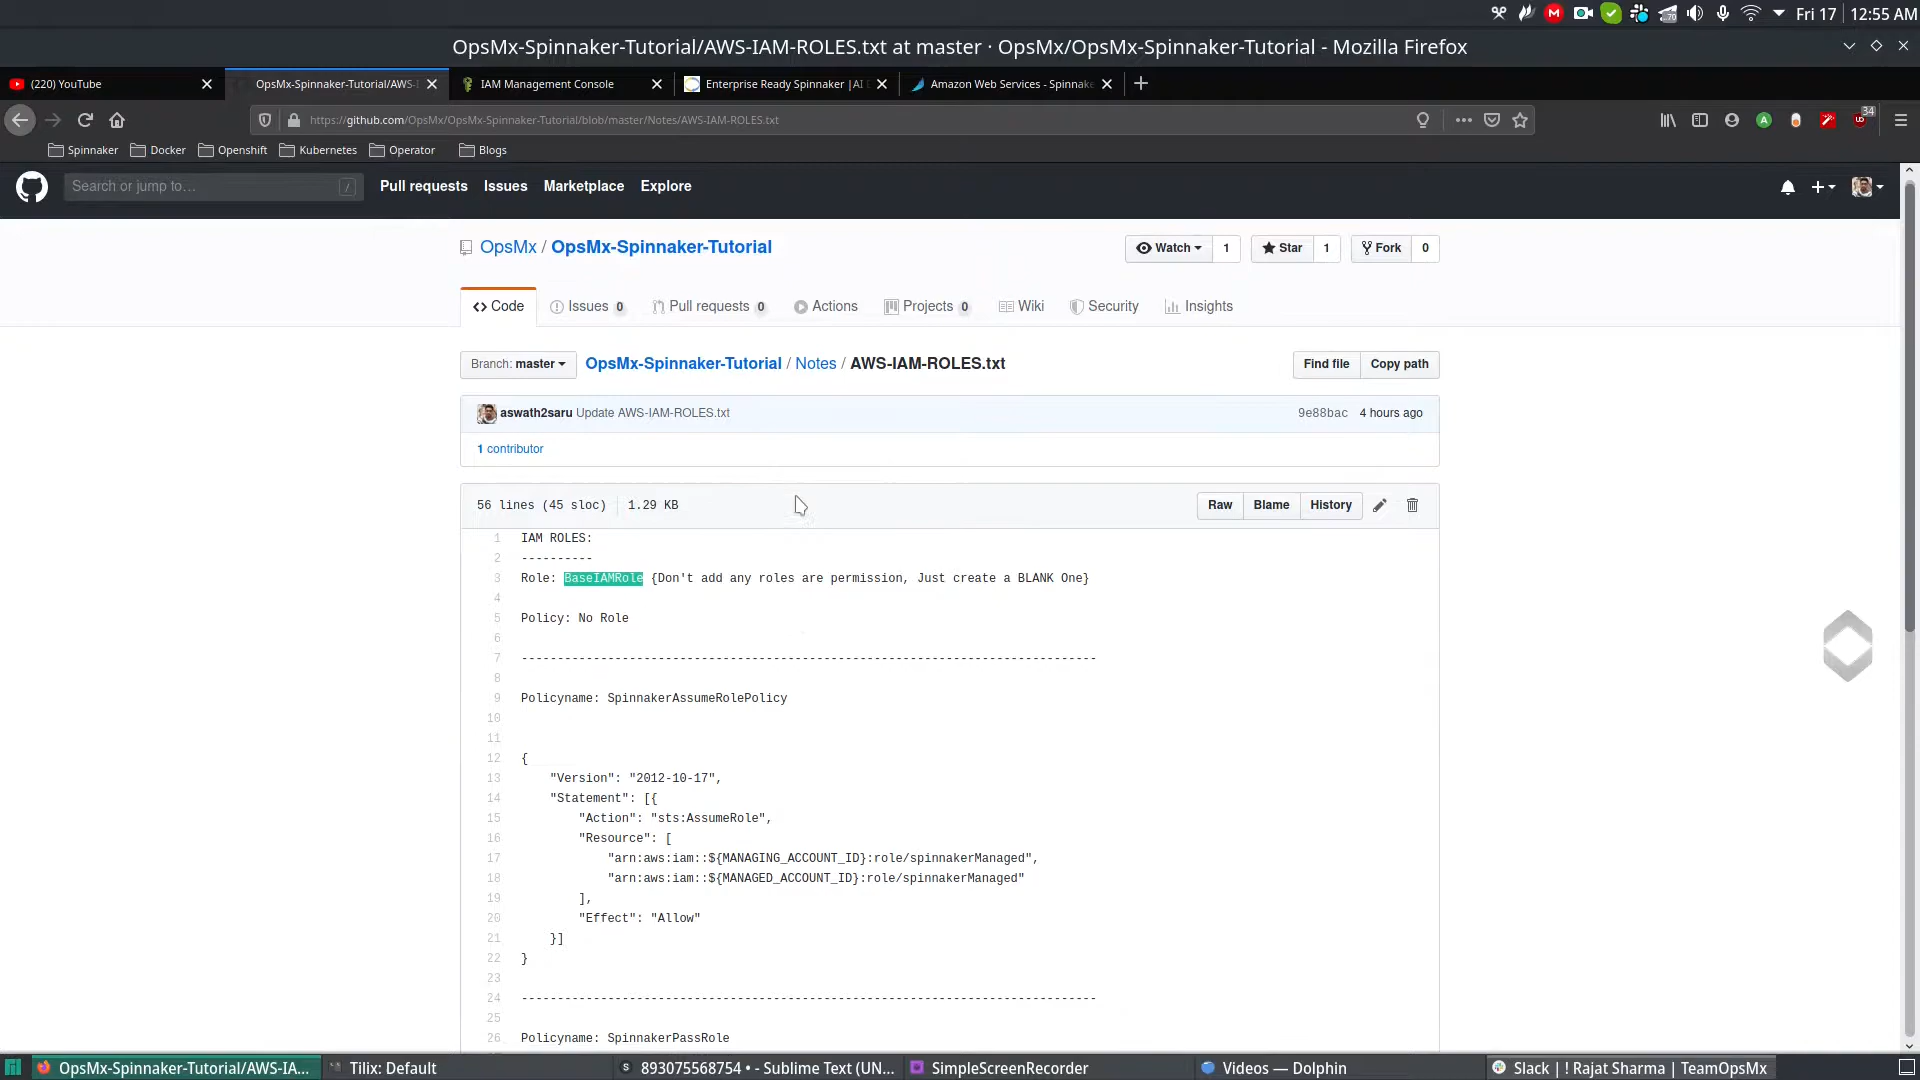 .70
Fri 17
12:55 AM
OpsMx-Spinnaker-Tutorial/AWS-IAM-ROLES.txt at master · OpsMx/OpsMx-Spinnaker-Tutorial - Mozilla Firefox
(220) YouTube
OpsMx-Spinnaker-Tutorial/AWS-I
IAM Management Console
Enterprise Ready Spinnaker |AI
Amazon Web Services - Spinnake
https://github.com/OpsMx/OpsMx-Spinnaker-Tutorial/blob/master/Notes/AWS-IAM-ROLES.txt
34
Spinnaker
Docker
Openshift
Kubernetes
Operator
Blogs
Search or jump to…
/
Pull requests
Issues
Marketplace
Explore
OpsMx / OpsMx-Spinnaker-Tutorial
Watch 1
Star 1
Fork 0
Code
Issues 0
Pull requests 0
Actions
Projects 0
Wiki
Security
Insights
Branch: master
OpsMx-Spinnaker-Tutorial / Notes / AWS-IAM-ROLES.txt
Find file
Copy path
aswath2saru Update AWS-IAM-ROLES.txt
9e88bac 4 hours ago
1 contributor
56 lines (45 sloc) 1.29 KB
Raw
Blame
History
1 IAM ROLES:
2 ----------
3 Role: BaseIAMRole {Don't add any roles are permission, Just create a BLANK One}
4
5 Policy: No Role
6
7 --------------------------------------------------------------------------------
8
9 Policyname: SpinnakerAssumeRolePolicy
10
11
12 {
13 "Version": "2012-10-17",
14 "Statement": [{
15 "Action": "sts:AssumeRole",
16 "Resource": [
17 "arn:aws:iam::${MANAGING_ACCOUNT_ID}:role/spinnakerManaged",
18 "arn:aws:iam::${MANAGED_ACCOUNT_ID}:role/spinnakerManaged"
19 ],
20 "Effect": "Allow"
21 }]
22 }
23
24 --------------------------------------------------------------------------------
25
26 Policyname: SpinnakerPassRole
OpsMx-Spinnaker-Tutorial/AWS-IA...
Tilix: Default
893075568754 • - Sublime Text (UN...
SimpleScreenRecorder
Videos — Dolphin
Slack | ! Rajat Sharma | TeamOpsMx